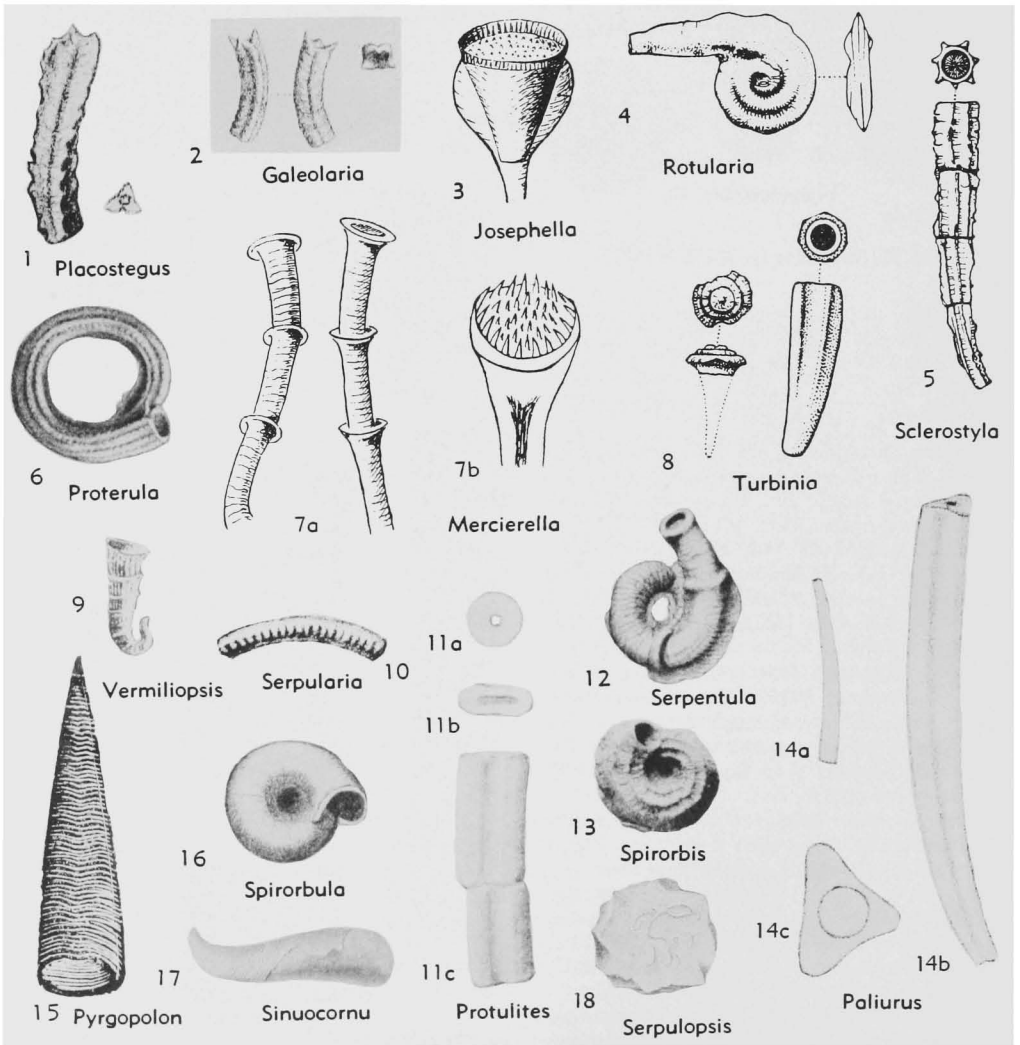 1 Placostegus
2
Galeolaria
3
Josephella
4
Rotularia
5
Sclerostyla
6
Proterula
7a
7b
Mercierella
8
Turbinia
9
Vermiliopsis
10
Serpularia
11a
11b
11c
Protulites
12
Serpentula
13
Spirorbis
14a
14b
14c
Paliurus
15 Pyrgopolon
16
Spirorbula
17
Sinuocornu
18
Serpulopsis